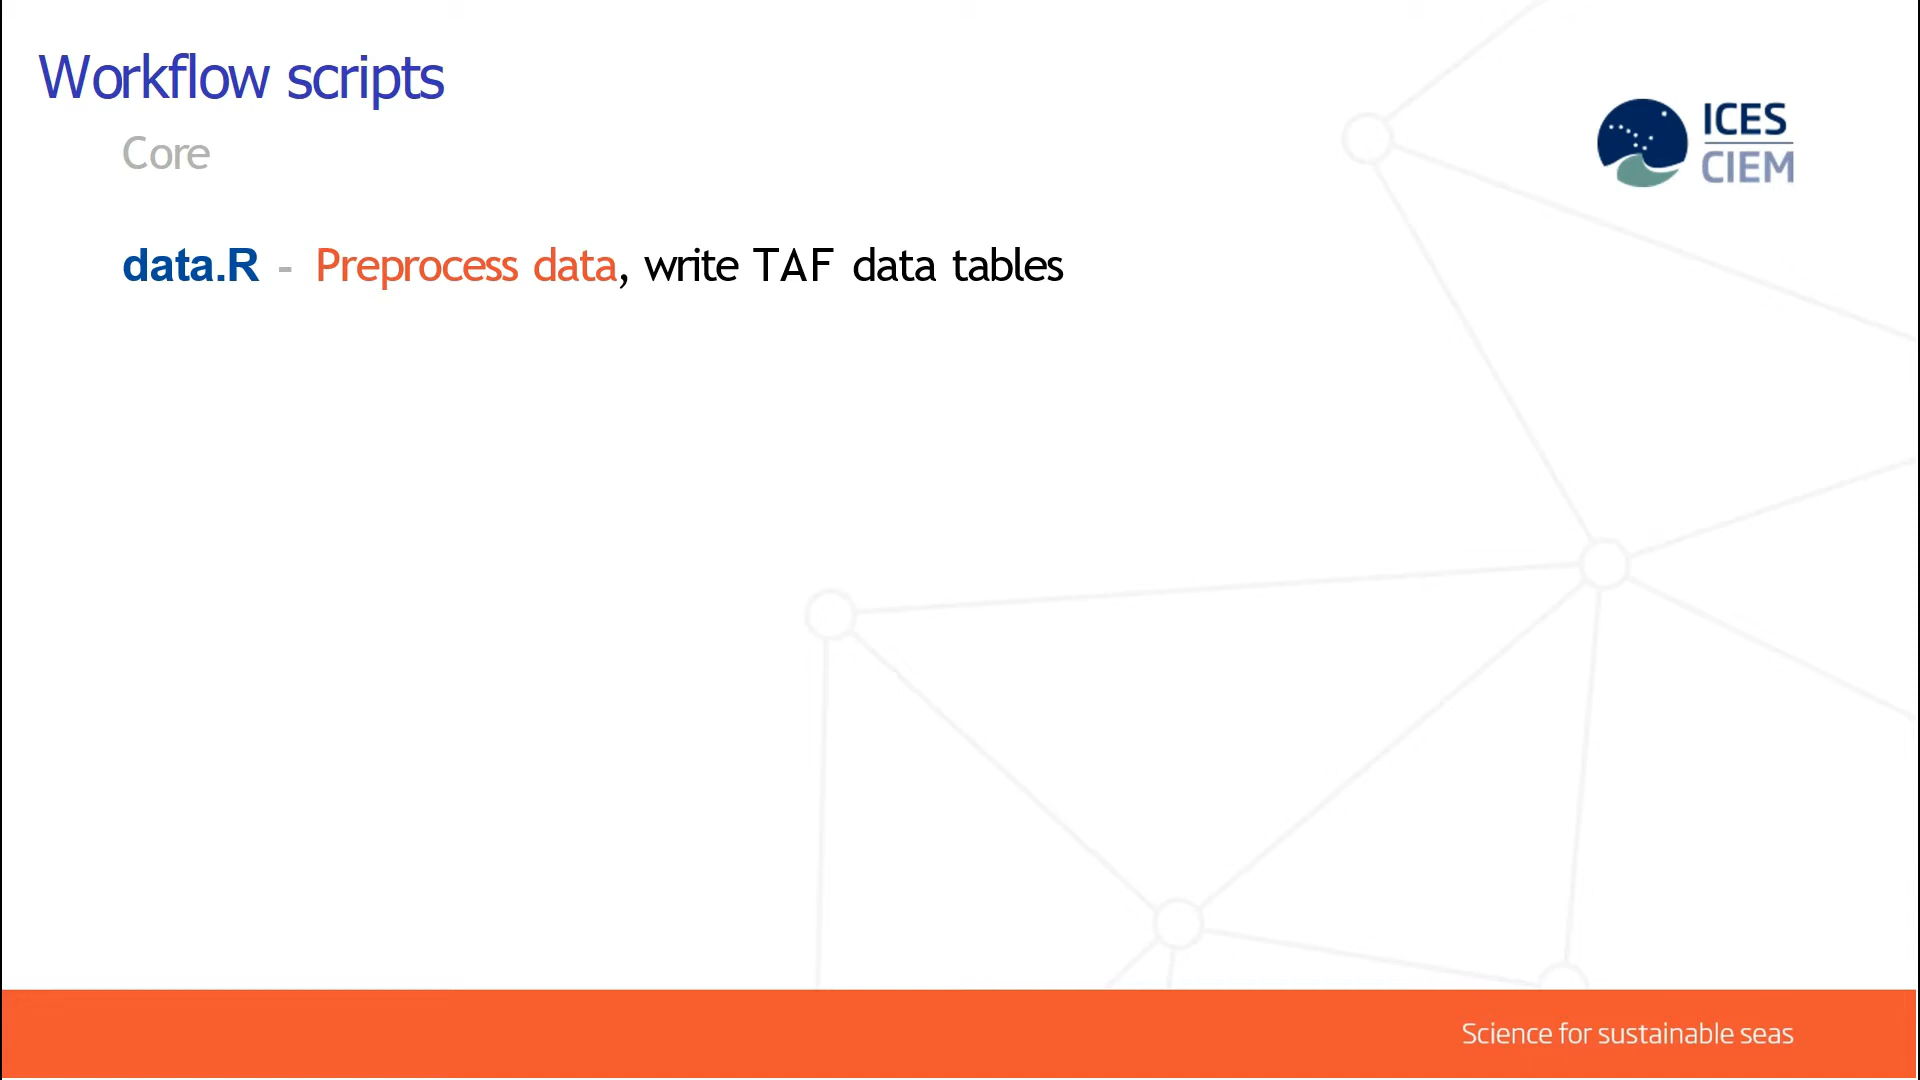 Workflow scripts
Core
ICES
CIEM
data.R - Preprocess data, write TAF data tables
Science for sustainable seas